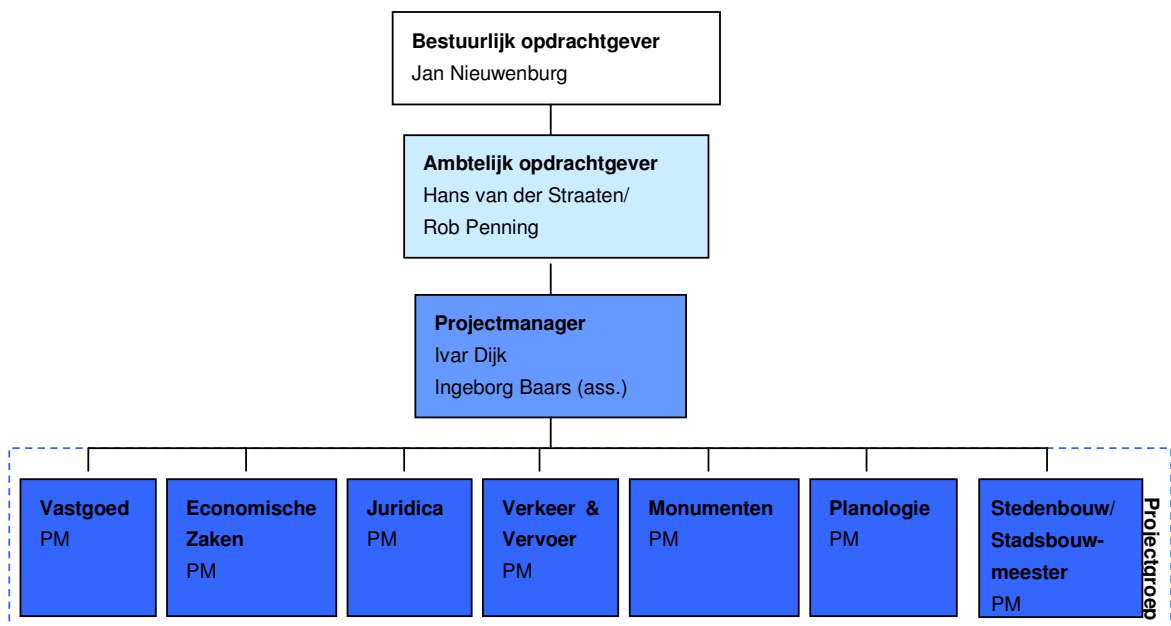 Bestuurlijk opdrachtgever
Jan Nieuwenburg
Ambtelijk opdrachtgever
Hans van der Straaten/
Rob Penning
Projectmanager
Ivar Dijk
Ingeborg Baars (ass.)
Vastgoed
PM
Economische
Zaken
PM
Juridica
PM
Verkeer &
Vervoer
PM
Monumenten
PM
Planologie
PM
Stedenbouw/
Stadsbouw-
meester
PM
Projectgroep